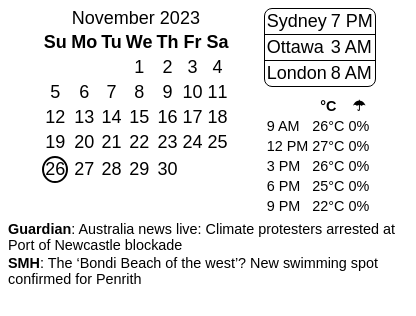 November 2023
Su Mo Tu We Th Fr Sa
1 2 3 4
5 6 7 8 9 10 11
12 13 14 15 16 17 18
19 20 21 22 23 24 25
26 27 28 29 30
Sydney 7 PM
Ottawa 3 AM
London 8 AM
°C ☂
9 AM 26°C 0%
12 PM 27°C 0%
3 PM 26°C 0%
6 PM 25°C 0%
9 PM 22°C 0%
Guardian: Australia news live: Climate protesters arrested at
Port of Newcastle blockade
SMH: The ‘Bondi Beach of the west’? New swimming spot
confirmed for Penrith